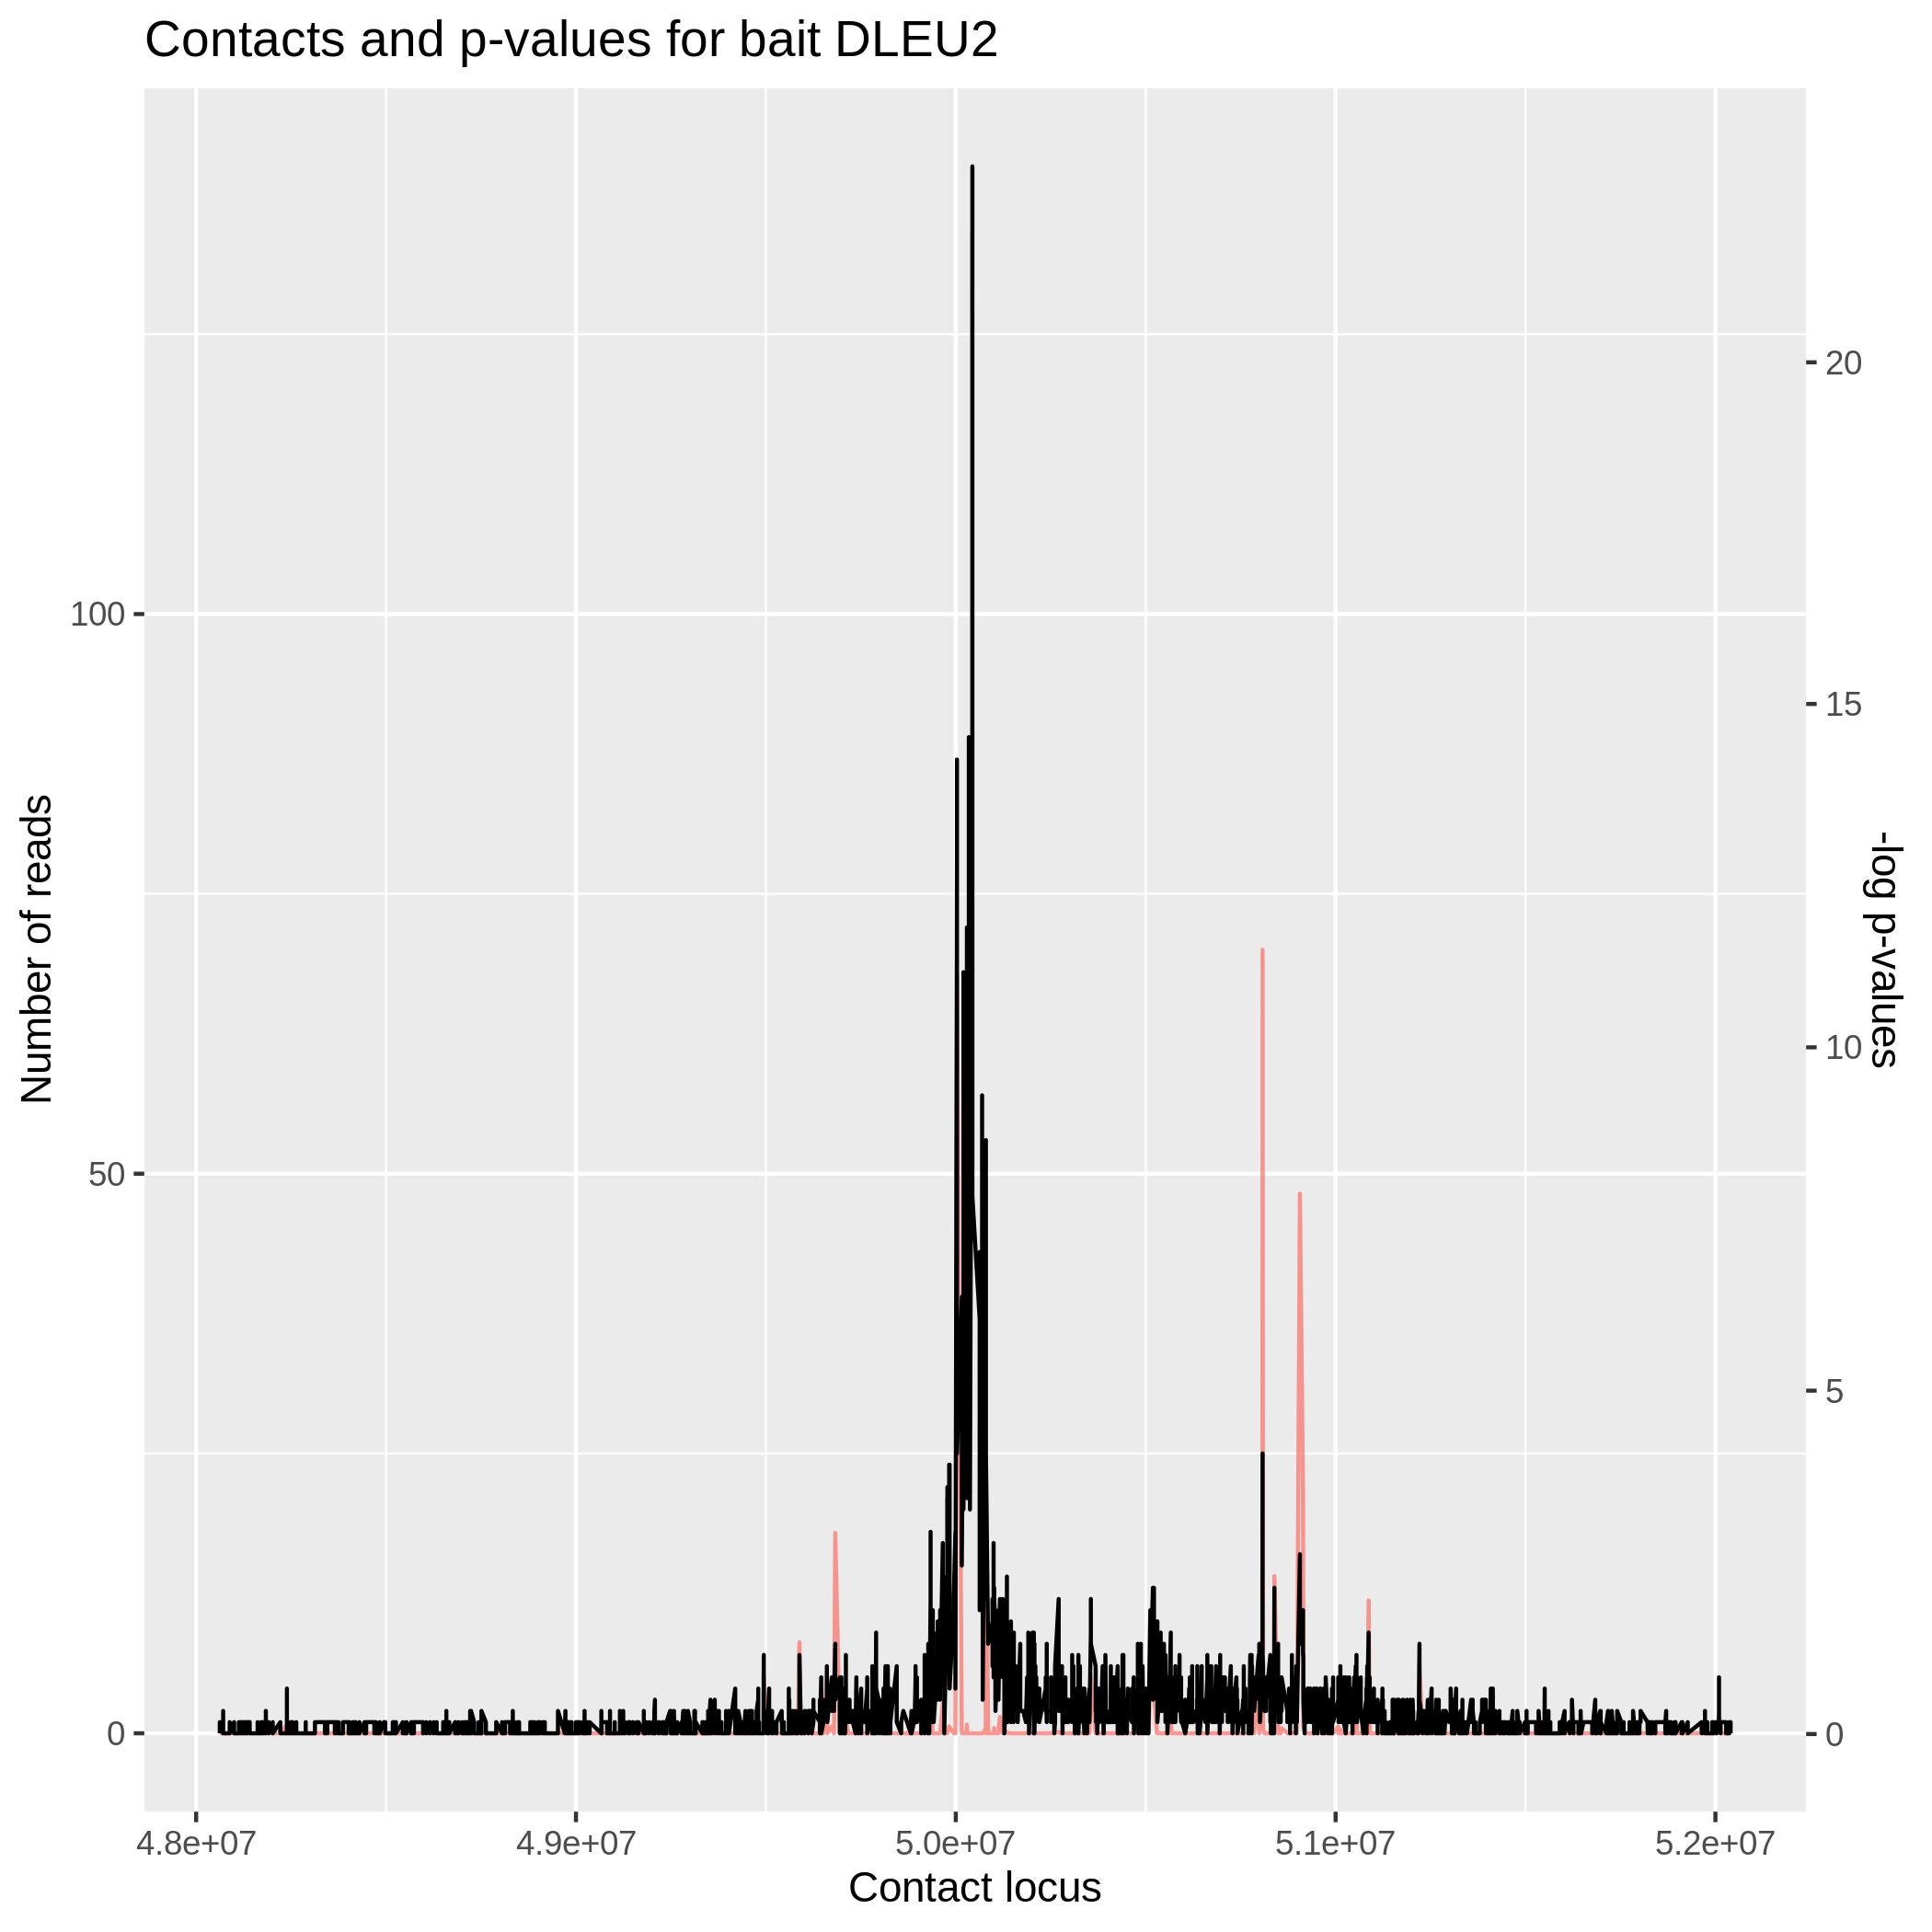 Contacts and p-values for bait DLEU2
100
50
0
Number of reads
20
15
10
5
0
-log p-values
4.8e+07
4.9e+07
5.0e+07
5.1e+07
5.2e+07
Contact locus